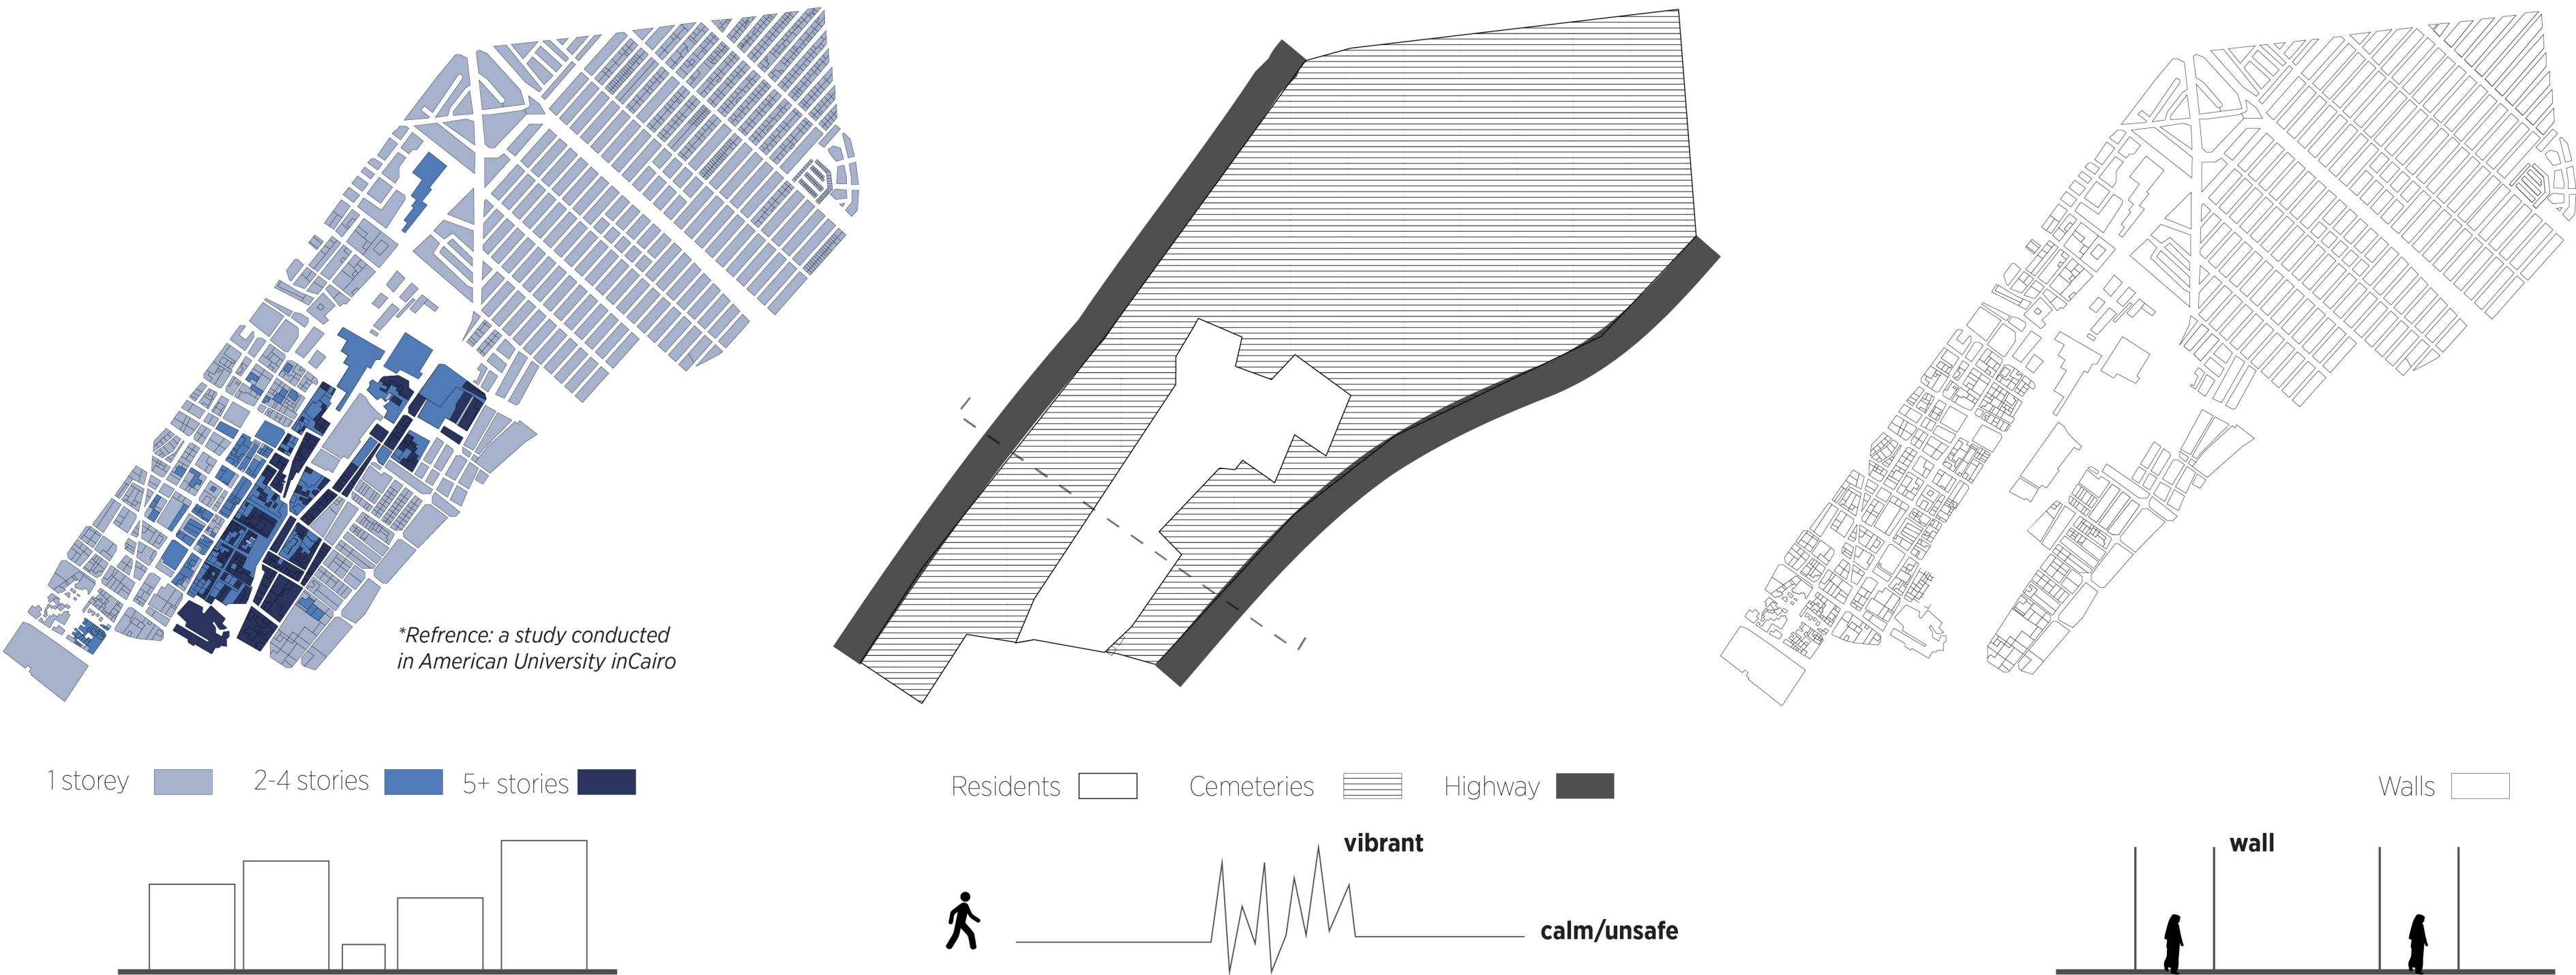 *Refrence: a study conducted
in American University inCairo
1 storey
2-4 stories
5+ stories
Residents
Cemeteries
Highway
Walls
vibrant
calm/unsafe
wall